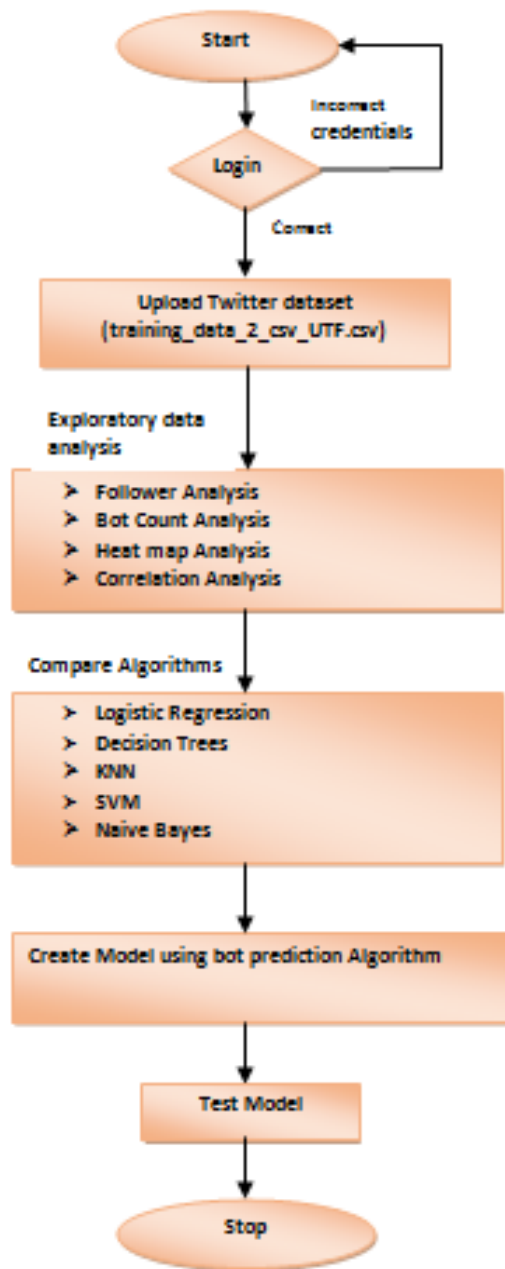 Start
Incorrect
credentials
Login
Correct
Upload Twitter dataset
(training_data_2_csv_UTF.csv)
Exploratory data
analysis
➤ Follower Analysis
➤ Bot Count Analysis
➤ Heat map Analysis
➤ Correlation Analysis
Compare Algorithms
➤ Logistic Regression
➤ Decision Trees
➤ KNN
➤ SVM
➤ Naive Bayes
Create Model using bot prediction Algorithm
Test Model
Stop